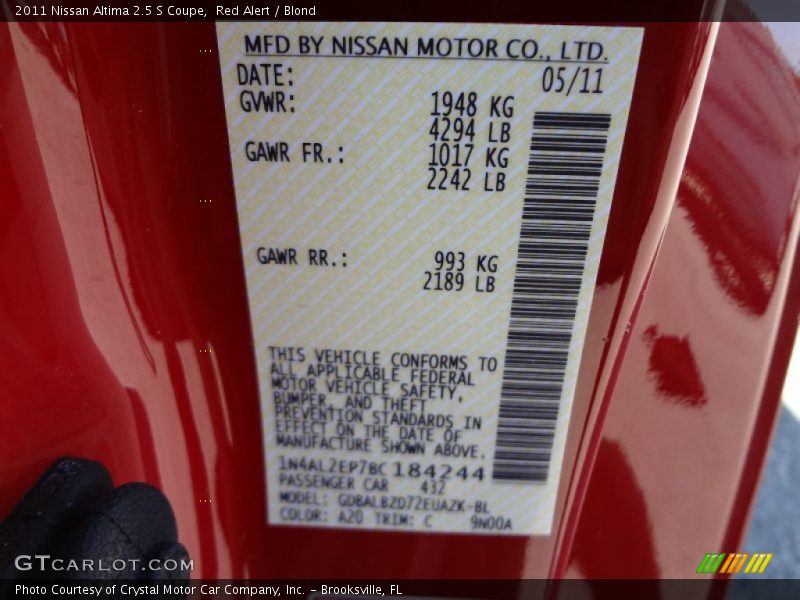 2011 Nissan Altima 2.5 S Coupe, Red Alert / Blond
MFD BY NISSAN MOTOR CO., LTD.
DATE: 05/11
GVWR: 1948 KG
4294 LB
GAWR FR.: 1017 KG
2242 LB
GAWR RR.: 993 KG
2189 LB
THIS VEHICLE CONFORMS TO
ALL APPLICABLE FEDERAL
MOTOR VEHICLE SAFETY,
BUMPER, AND THEFT
PREVENTION STANDARDS IN
EFFECT ON THE DATE OF
MANUFACTURE SHOWN ABOVE.
1N4AL2EP7BC184244
PASSENGER CAR 432
MODEL: GDBALBZD72EUAZK-BL
COLOR: A20 TRIM: C 9N00A
GTCARLOT.COM
Photo Courtesy of Crystal Motor Car Company, Inc. – Brooksville, FL